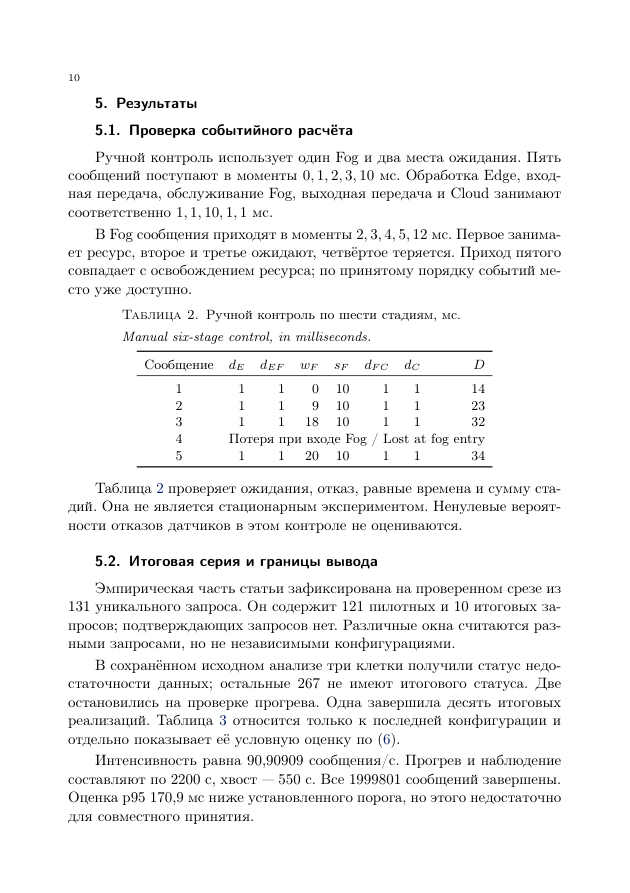 10
5. Результаты
5.1. Проверка событийного расчёта
Ручной контроль использует один Fog и два места ожидания. Пять
сообщений поступают в моменты 0, 1, 2, 3, 10 мс. Обработка Edge, вход-
ная передача, обслуживание Fog, выходная передача и Cloud занимают
соответственно 1, 1, 10, 1, 1 мс.
В Fog сообщения приходят в моменты 2, 3, 4, 5, 12 мс. Первое занима-
ет ресурс, второе и третье ожидают, четвёртое теряется. Приход пятого
совпадает с освобождением ресурса; по принятому порядку событий ме-
сто уже доступно.
Таблица 2. Ручной контроль по шести стадиям, мс.
Manual six-stage control, in milliseconds.
Сообщение d_E d_EF w_F s_F d_FC d_C D
1 1 1 0 10 1 1 14
2 1 1 9 10 1 1 23
3 1 1 18 10 1 1 32
4 Потеря при входе Fog / Lost at fog entry
5 1 1 20 10 1 1 34
Таблица 2 проверяет ожидания, отказ, равные времена и сумму ста-
дий. Она не является стационарным экспериментом. Ненулевые вероят-
ности отказов датчиков в этом контроле не оцениваются.
5.2. Итоговая серия и границы вывода
Эмпирическая часть статьи зафиксирована на проверенном срезе из
131 уникального запроса. Он содержит 121 пилотных и 10 итоговых за-
просов; подтверждающих запросов нет. Различные окна считаются раз-
ными запросами, но не независимыми конфигурациями.
В сохранённом исходном анализе три клетки получили статус недо-
статочности данных; остальные 267 не имеют итогового статуса. Две
остановились на проверке прогрева. Одна завершила десять итоговых
реализаций. Таблица 3 относится только к последней конфигурации и
отдельно показывает её условную оценку по (6).
Интенсивность равна 90,90909 сообщения/с. Прогрев и наблюдение
составляют по 2200 с, хвост — 550 с. Все 1999801 сообщений завершены.
Оценка p95 170,9 мс ниже установленного порога, но этого недостаточно
для совместного принятия.